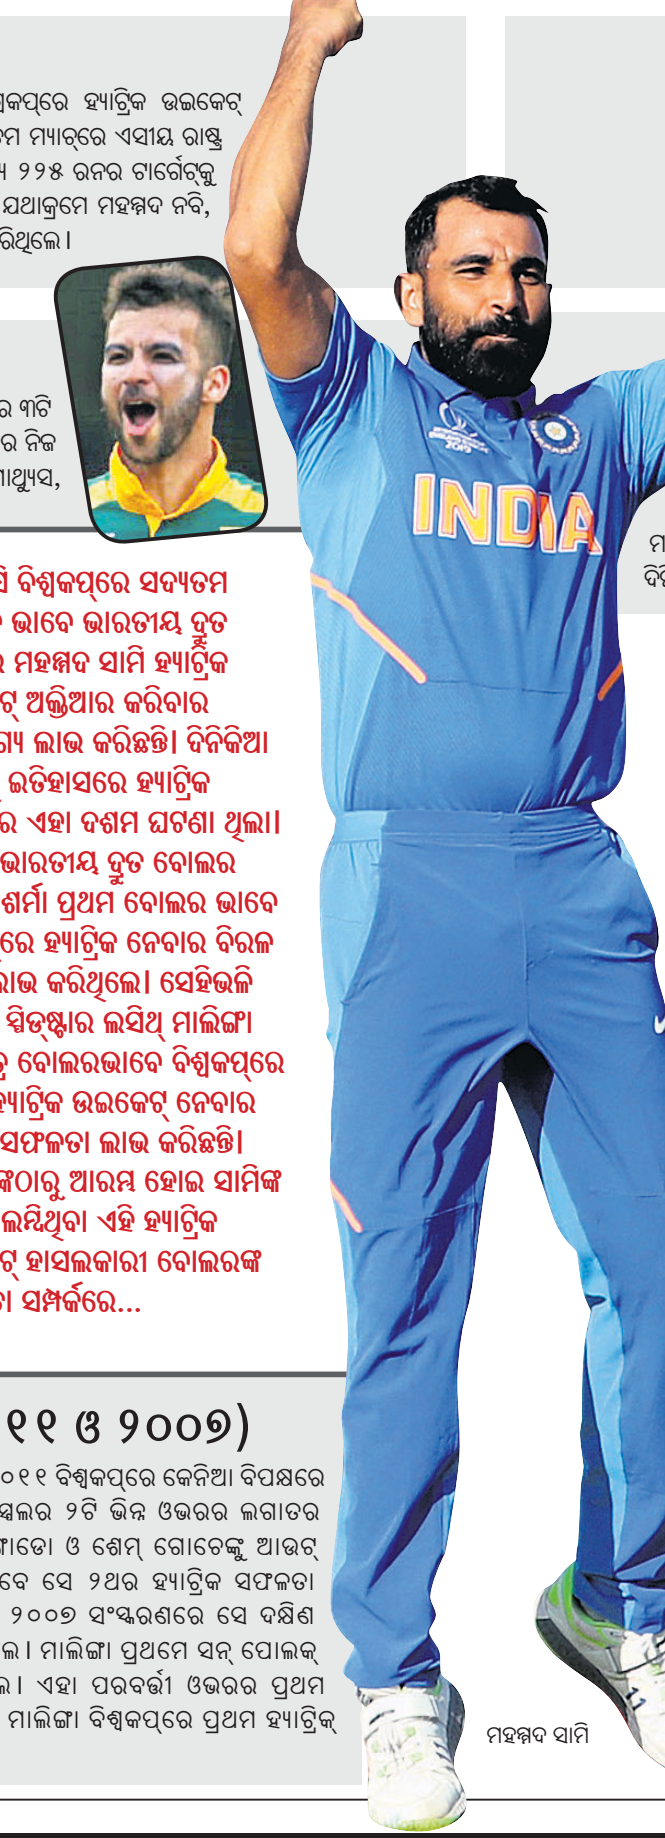 ଶ୍ୱକପ୍‌ରେ ହ୍ୟାଟ୍ରିକ ଉଇକେଟ୍
ତମ ମ୍ୟାଚ୍‌ରେ ଏସୀୟ ରାଷ୍ଟ୍ର
୨୨୫ ରନର ଟାର୍ଗେଟ୍‌କୁ
ଯଥାକ୍ରମେ ମହମ୍ମଦ ନବି,
ରିଥିଲେ।
ର ୩ଟି
ର ନିଜ
ମାଥ୍ୟୁସ,
ସି ବିଶ୍ୱକପ୍‌ରେ ସଦ୍ୟତମ
ଭାବେ ଭାରତୀୟ ଦ୍ରୁତ
ମହମ୍ମଦ ସାମି ହ୍ୟାଟ୍ରିକ
ଟ୍ ଅକ୍ତିଆର କରିବାର
ଗ୍ୟ ଲାଭ କରିଛନ୍ତି। ଦିନିକିଆ
ଇତିହାସରେ ହ୍ୟାଟ୍ରିକ
ର ଏହା ଦଶମ ଘଟଣା ଥିଲା।
ଭାରତୀୟ ଦ୍ରୁତ ବୋଲର
ଶର୍ମା ପ୍ରଥମ ବୋଲର ଭାବେ
ରେ ହ୍ୟାଟ୍ରିକ ନେବାର ବିରଳ
ଲାଭ କରିଥିଲେ। ସେହିଭଳି
ସ୍ପିଡ୍‌ଷ୍ଟାର ଲସିଥ୍ ମାଲିଙ୍ଗା
ତ୍ର ବୋଲରଭାବେ ବିଶ୍ୱକପ୍‌ରେ
ହ୍ୟାଟ୍ରିକ ଉଇକେଟ୍ ନେବାର
ସଫଳତା ଲାଭ କରିଛନ୍ତି।
ଙ୍କଠାରୁ ଆରମ୍ଭ ହୋଇ ସାମିଙ୍କ
ଲମ୍ବିଥିବା ଏହି ହ୍ୟାଟ୍ରିକ
ଟ୍ ହାସଲକାରୀ ବୋଲରଙ୍କ
ସମ୍ପର୍କରେ...
୧୧ ଓ ୨୦୦୭)
୦୧୧ ବିଶ୍ୱକପ୍‌ରେ କେନିଆ ବିପକ୍ଷରେ
ସ୍ପେଲର ୨ଟି ଭିନ୍ନ ଓଭରର ଲଗାତର
ଙ୍ଗାଡୋ ଓ ଶେମ୍ ଗୋଚେଙ୍କୁ ଆଉଟ୍
ବେ ସେ ୨ଥର ହ୍ୟାଟ୍ରିକ ସଫଳତା
୨୦୦୭ ସଂସ୍କରଣରେ ସେ ଦକ୍ଷିଣ
ଲ। ମାଲିଙ୍ଗା ପ୍ରଥମେ ସନ୍ ପୋଲକ୍
ଲ। ଏହା ପରବର୍ତ୍ତୀ ଓଭରର ପ୍ରଥମ
ମାଲିଙ୍ଗା ବିଶ୍ୱକପ୍‌ରେ ପ୍ରଥମ ହ୍ୟାଟ୍ରିକ୍
2019
INDIA
ମହମ୍ମଦ ସାମି